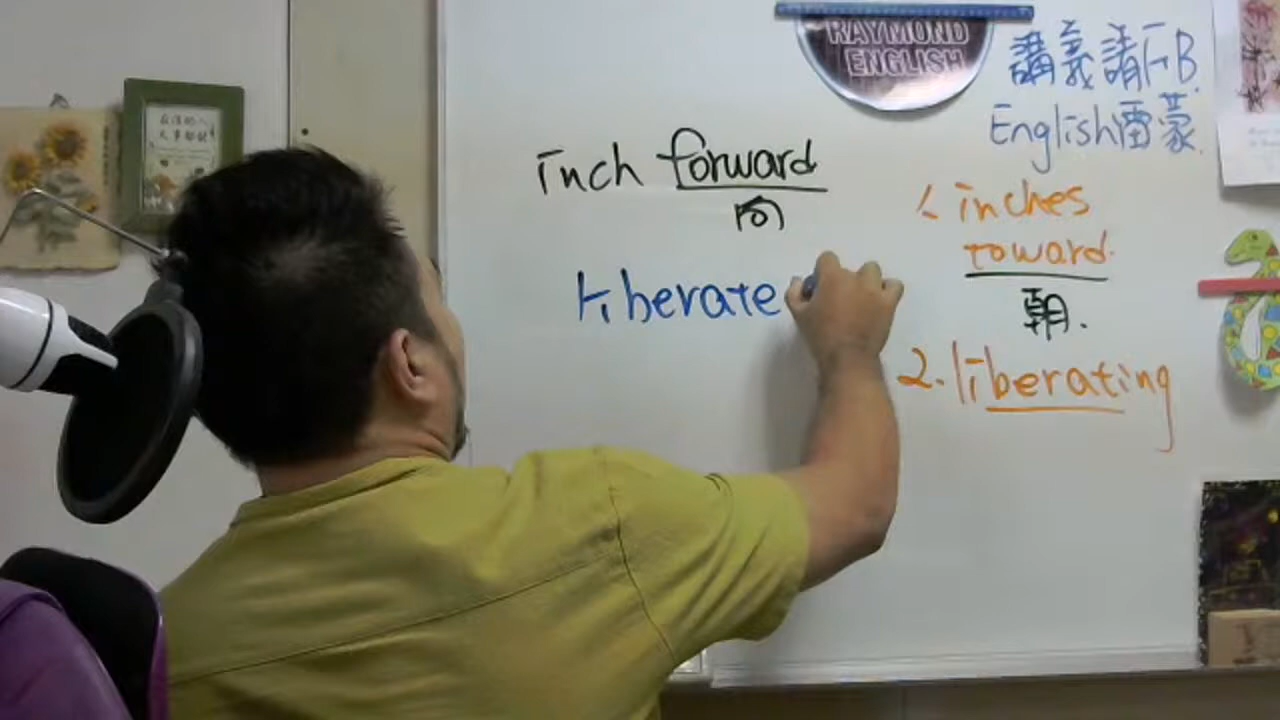 RAYMOND
ENGLISH
講義請上FB
English雷蒙
inch forward
向
1. inches
toward.
朝.
liberate
2. liberating